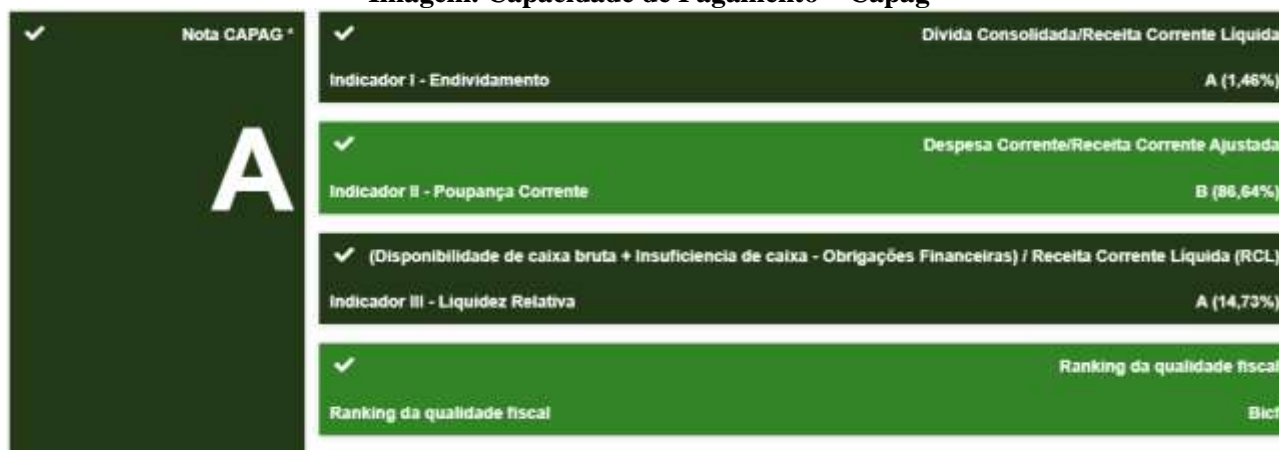 Imagem: Capacidade de Pagamento – Capag
Nota CAPAG *
A
Dívida Consolidada/Receita Corrente Líquida
Indicador I - Endividamento A (1,46%)
Despesa Corrente/Receita Corrente Ajustada
Indicador II - Poupança Corrente B (86,64%)
(Disponibilidade de caixa bruta + Insuficiencia de caixa - Obrigações Financeiras) / Receita Corrente Líquida (RCL)
Indicador III - Liquidez Relativa A (14,73%)
Ranking da qualidade fiscal
Ranking da qualidade fiscal Bicf